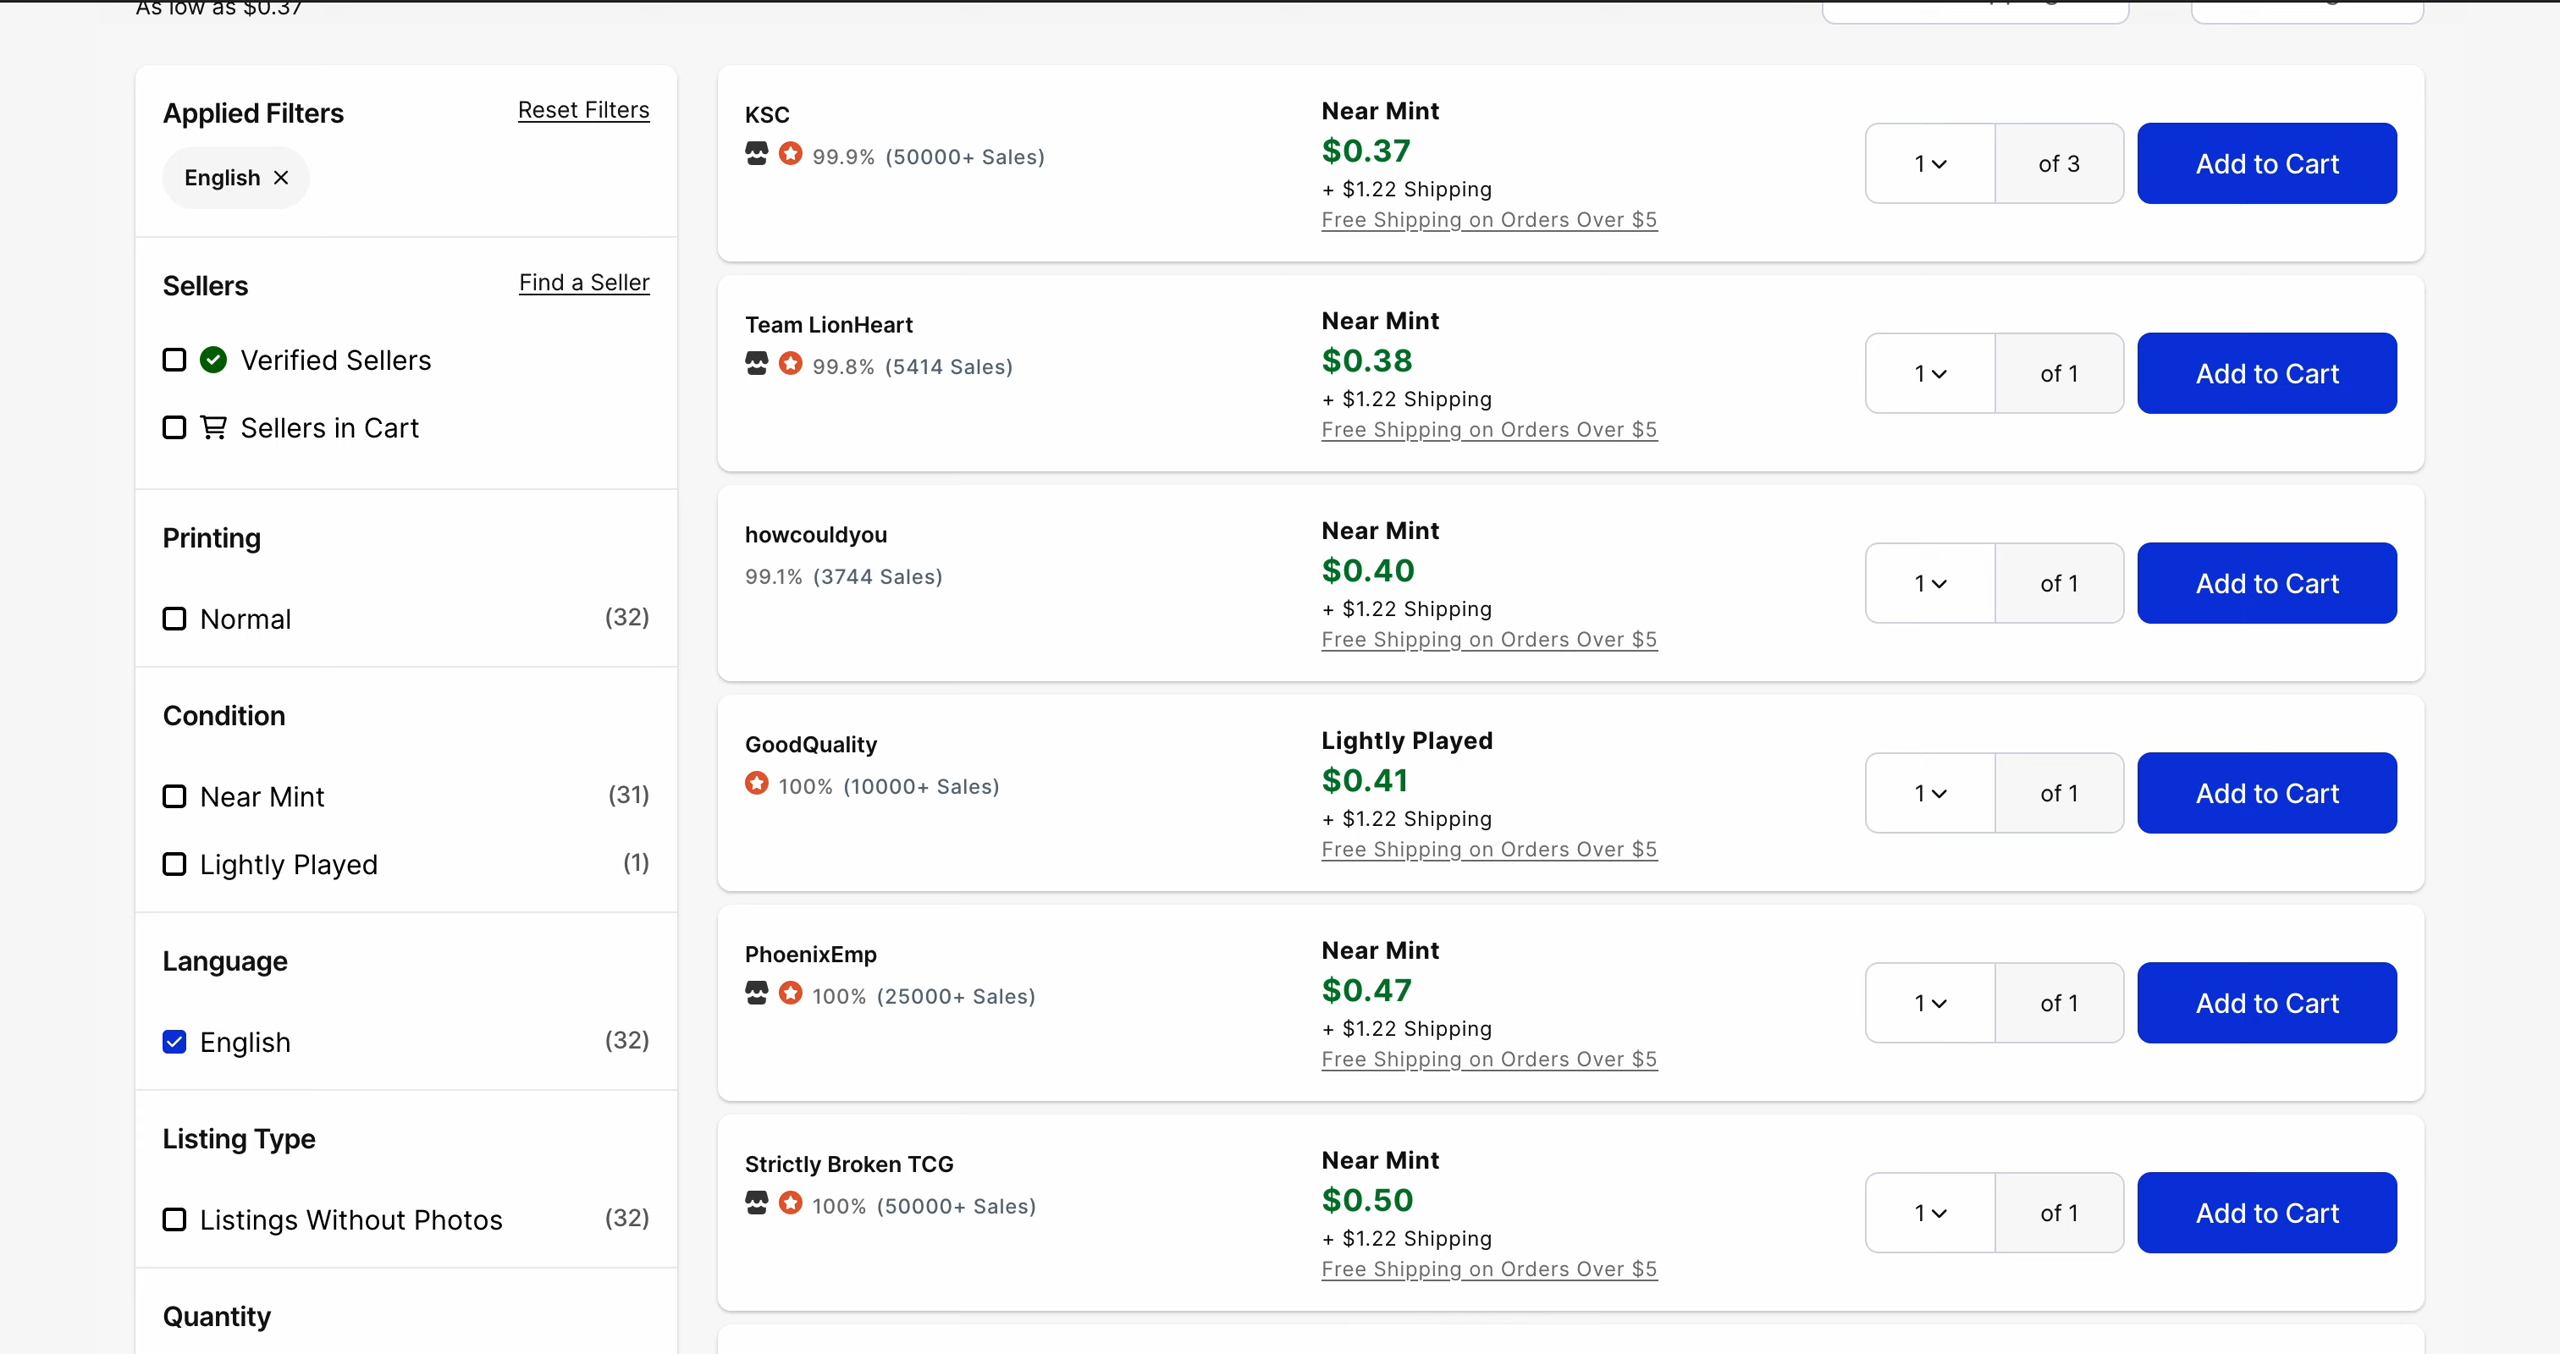 As low as $0.37
Applied Filters
Reset Filters
English
Sellers
Find a Seller
Verified Sellers
Sellers in Cart
Printing
Normal (32)
Condition
Near Mint (31)
Lightly Played (1)
Language
English (32)
Listing Type
Listings Without Photos (32)
Quantity
KSC
99.9% (50000+ Sales)
Near Mint
$0.37
+ $1.22 Shipping
Free Shipping on Orders Over $5
1 of 3
Add to Cart
Team LionHeart
99.8% (5414 Sales)
Near Mint
$0.38
+ $1.22 Shipping
Free Shipping on Orders Over $5
1 of 1
Add to Cart
howcouldyou
99.1% (3744 Sales)
Near Mint
$0.40
+ $1.22 Shipping
Free Shipping on Orders Over $5
1 of 1
Add to Cart
GoodQuality
100% (10000+ Sales)
Lightly Played
$0.41
+ $1.22 Shipping
Free Shipping on Orders Over $5
1 of 1
Add to Cart
PhoenixEmp
100% (25000+ Sales)
Near Mint
$0.47
+ $1.22 Shipping
Free Shipping on Orders Over $5
1 of 1
Add to Cart
Strictly Broken TCG
100% (50000+ Sales)
Near Mint
$0.50
+ $1.22 Shipping
Free Shipping on Orders Over $5
1 of 1
Add to Cart